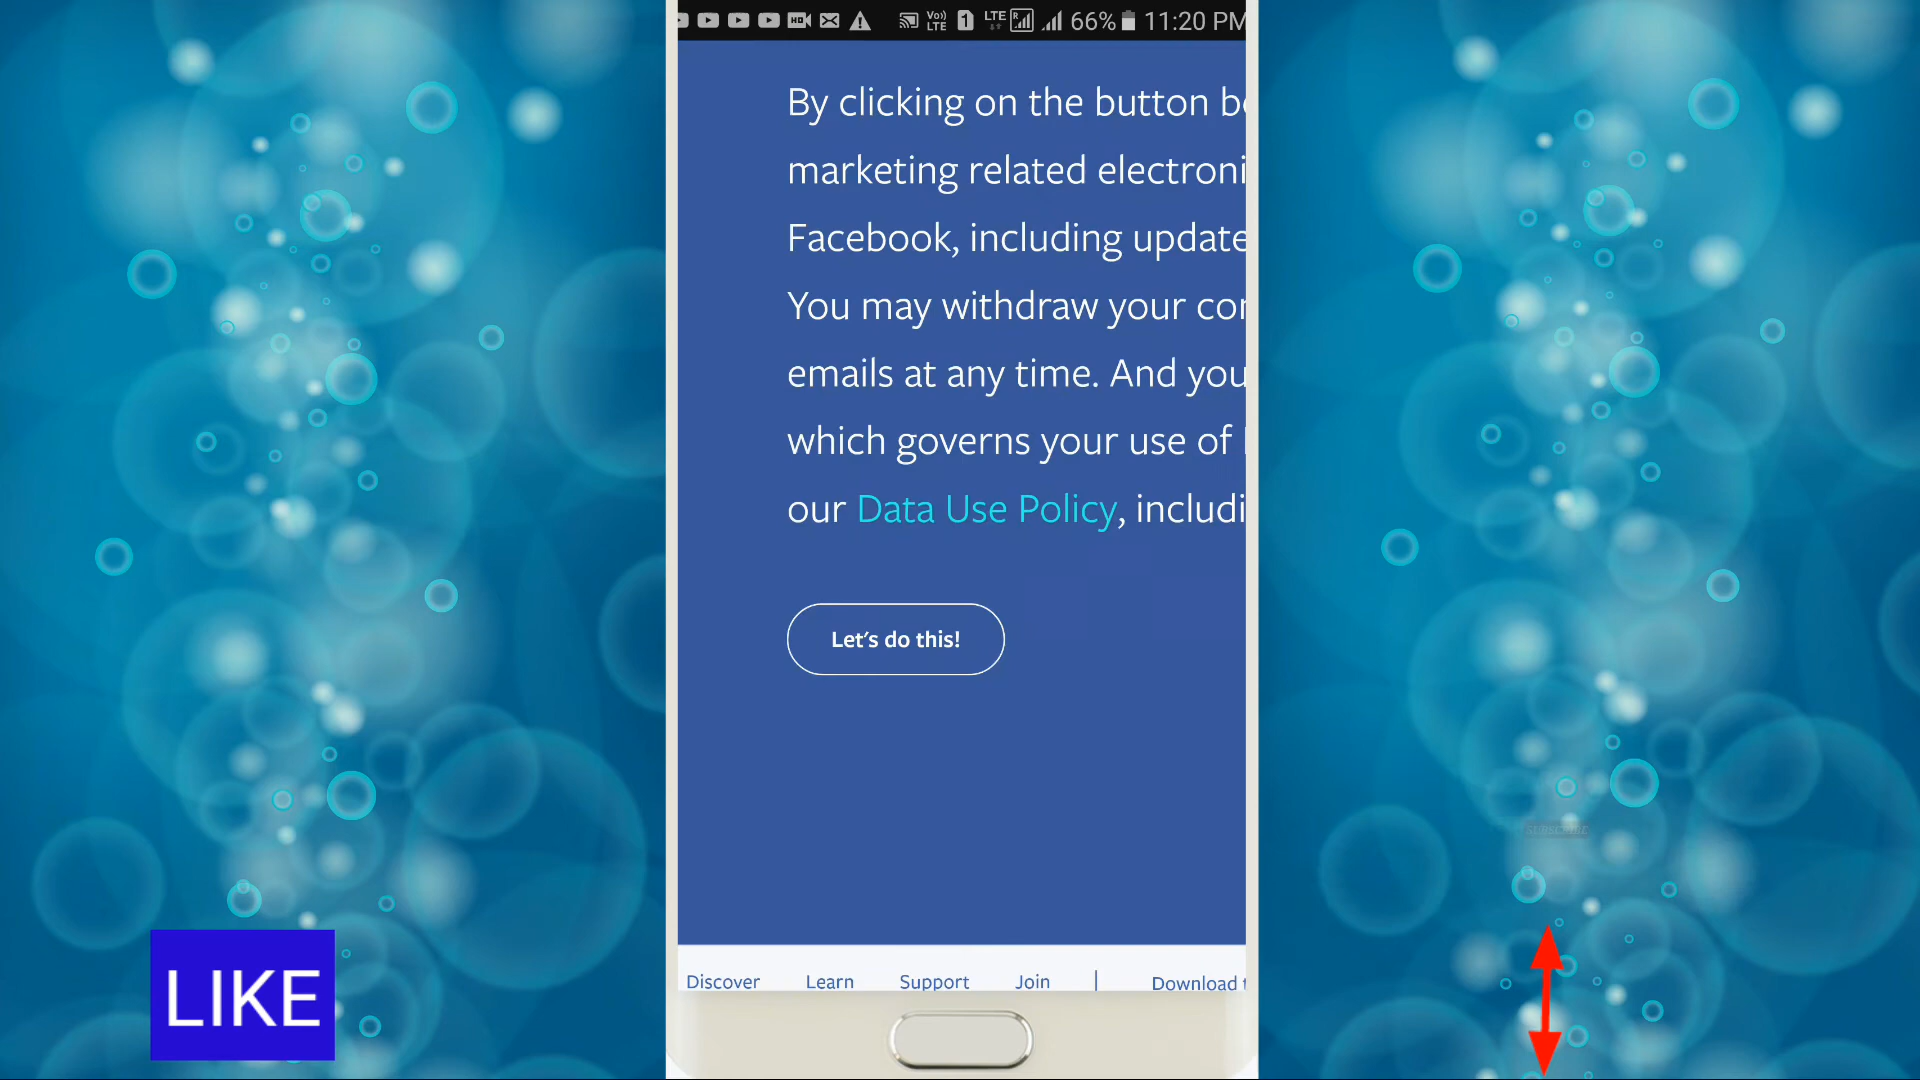 66% 11:20 PM
By clicking on the button b
marketing related electroni
Facebook, including update
You may withdraw your con
emails at any time. And you
which governs your use of
our Data Use Policy, includi
Let's do this!
Discover Learn Support Join | Download t
LIKE